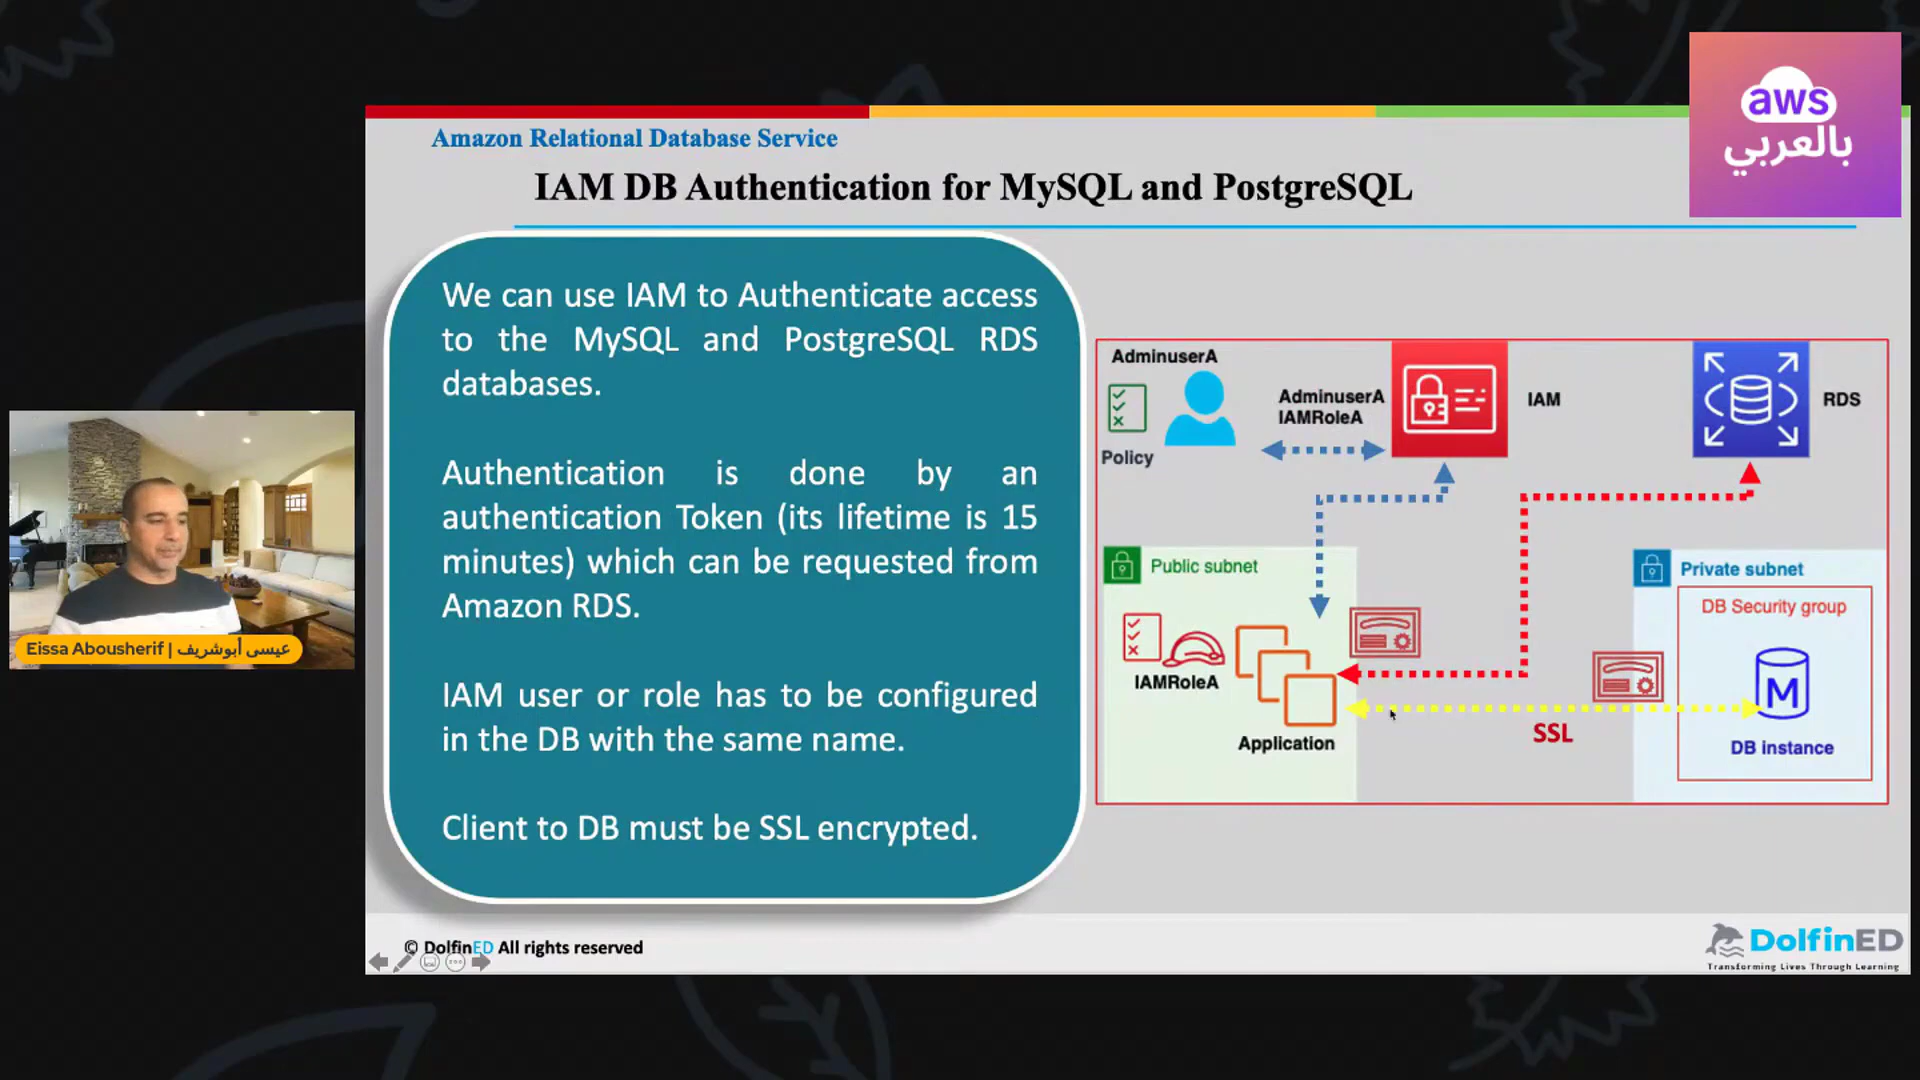 aws
بالعربي
Amazon Relational Database Service
IAM DB Authentication for MySQL and PostgreSQL
We can use IAM to Authenticate access
to the MySQL and PostgreSQL RDS
databases.
Authentication is done by an
authentication Token (its lifetime is 15
minutes) which can be requested from
Amazon RDS.
IAM user or role has to be configured
in the DB with the same name.
Client to DB must be SSL encrypted.
AdminuserA
Policy
AdminuserA
IAMRoleA
IAM
RDS
Public subnet
IAMRoleA
Application
SSL
Private subnet
DB Security group
M
DB instance
Eissa Abousherif | عيسى أبوشريف
© DolfinED All rights reserved
DolfinED
Transforming Lives Through Learning